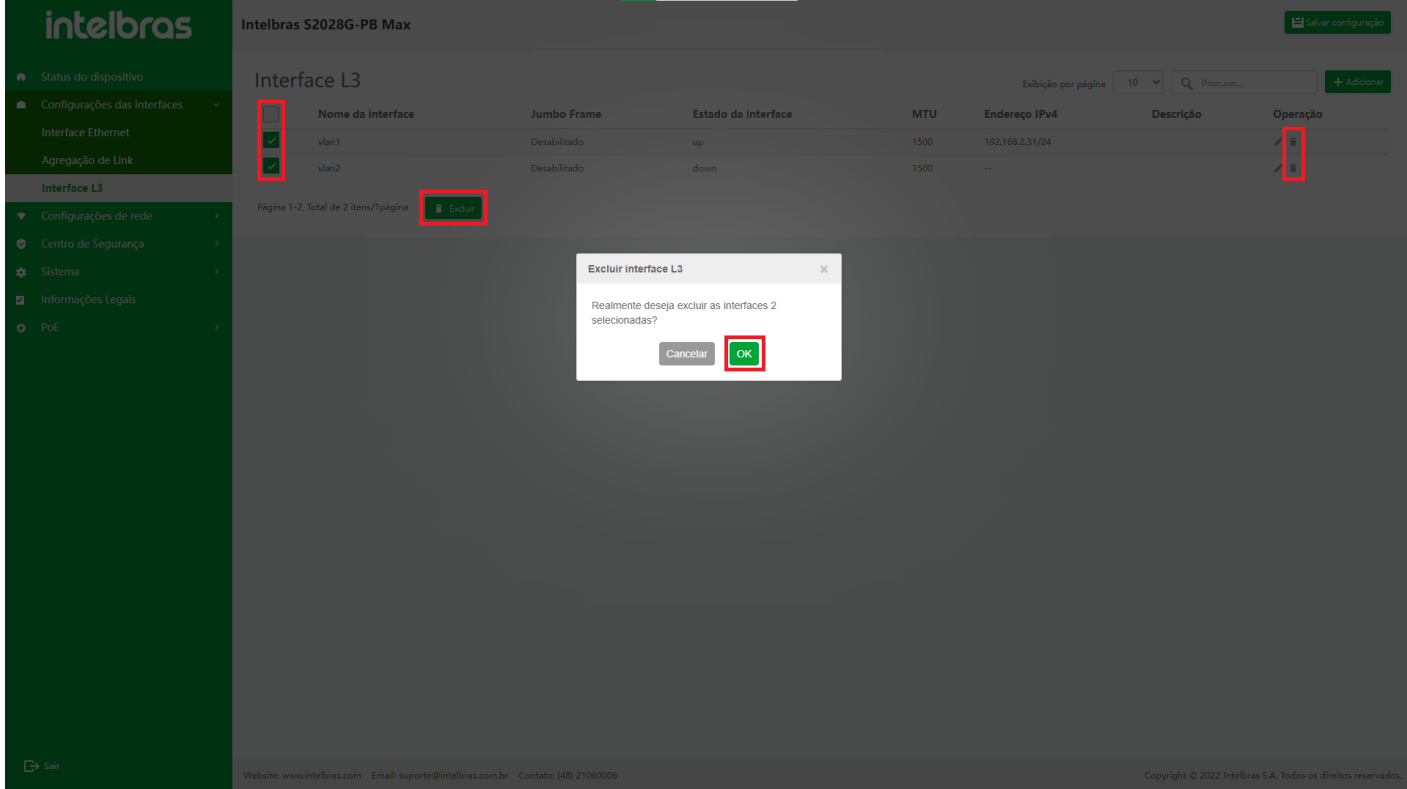 intelbras
Intelbras S2028G-PB Max
Salvar configuração
Status do dispositivo
Configurações das interfaces
Interface Ethernet
Agregação de Link
Interface L3
Configurações de rede
Centro de Segurança
Sistema
Informações Legais
PoE
Sair
Interface L3
Exibição por página 10 Procurar... + Adicionar
Nome da interface Jumbo Frame Estado da interface MTU Endereço IPv4 Descrição Operação
vlan1 Desabilitado up 1500 192.168.2.31/24
vlan2 Desabilitado down 1500 --
Página 1-2, Total de 2 itens/1página Excluir
Excluir interface L3 ×
Realmente deseja excluir as interfaces 2
selecionadas?
Cancelar OK
Website: www.intelbras.com Email: suporte@intelbras.com.br Contato: (48) 21060006
Copyright © 2022 Intelbras S.A. Todos os direitos reservados.